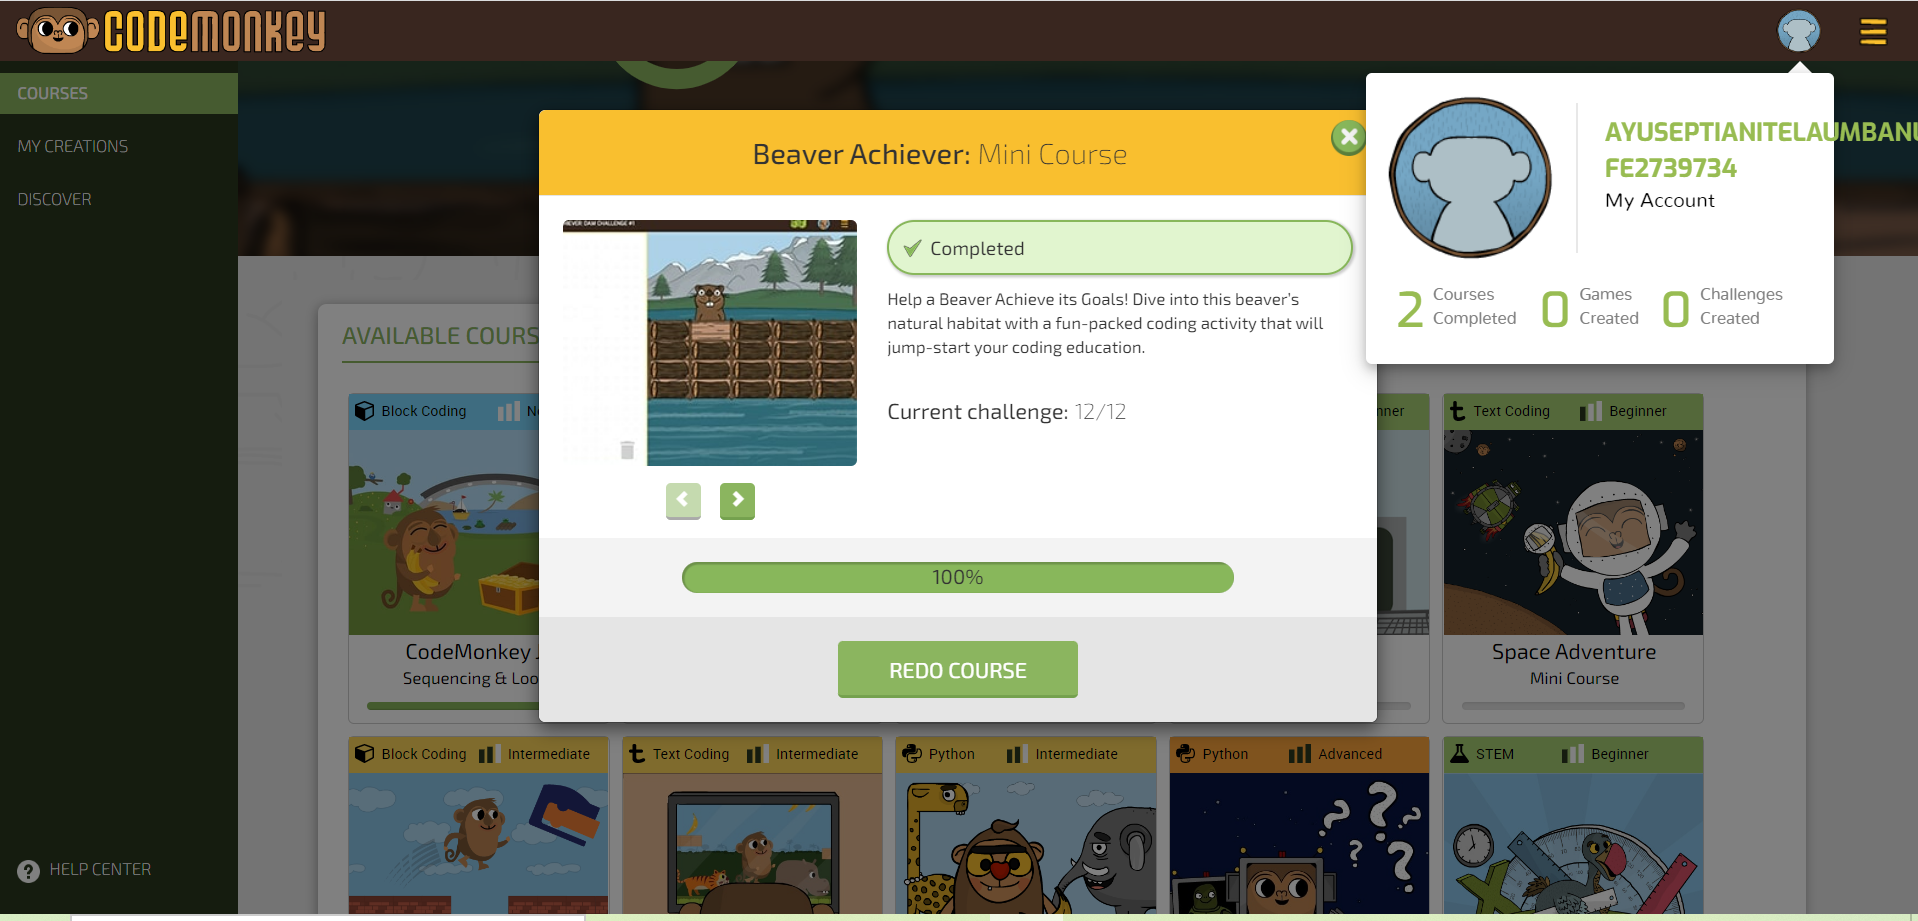 CODEMONKEY
COURSES
MY CREATIONS
DISCOVER
HELP CENTER
AYUSEPTIANITELAUMBANU
FE2739734
My Account
2 Courses Completed
0 Games Created
0 Challenges Created
Beaver Achiever: Mini Course
Completed
Help a Beaver Achieve its Goals! Dive into this beaver's
natural habitat with a fun-packed coding activity that will
jump-start your coding education.
Current challenge: 12/12
100%
REDO COURSE
AVAILABLE COURS
Block Coding
CodeMonkey
Sequencing & Loo
Text Coding Beginner
Space Adventure
Mini Course
Block Coding Intermediate
Text Coding Intermediate
Python Intermediate
Python Advanced
STEM Beginner